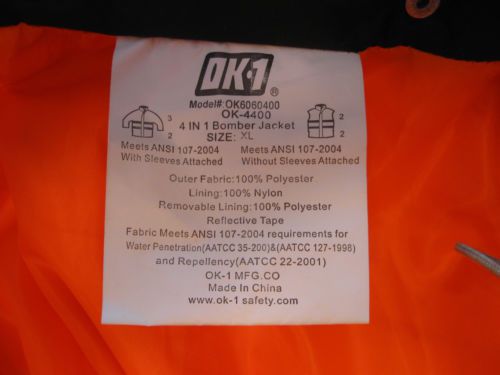 OK-1®
Model#:OK6060400
OK-4400
4 IN 1 Bomber Jacket
SIZE: XL
3
2
2
2
Meets ANSI 107-2004
With Sleeves Attached
Meets ANSI 107-2004
Without Sleeves Attached
Outer Fabric:100% Polyester
Lining:100% Nylon
Removable Lining:100% Polyester
Reflective Tape
Fabric Meets ANSI 107-2004 requirements for
Water Penetration(AATCC 35-200)&(AATCC 127-1998)
and Repellency(AATCC 22-2001)
OK-1 MFG.CO
Made In China
www.ok-1 safety.com